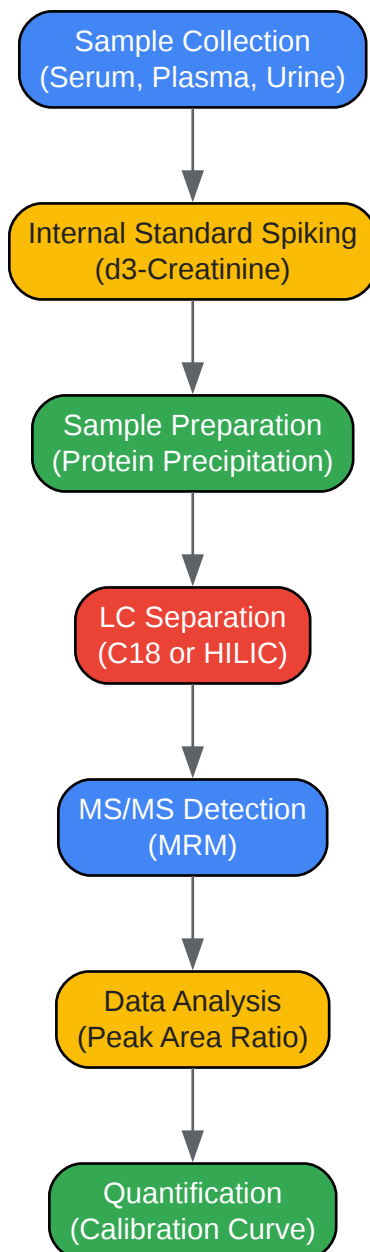 Sample Collection
(Serum, Plasma, Urine)
Internal Standard Spiking
(d3-Creatinine)
Sample Preparation
(Protein Precipitation)
LC Separation
(C18 or HILIC)
MS/MS Detection
(MRM)
Data Analysis
(Peak Area Ratio)
Quantification
(Calibration Curve)